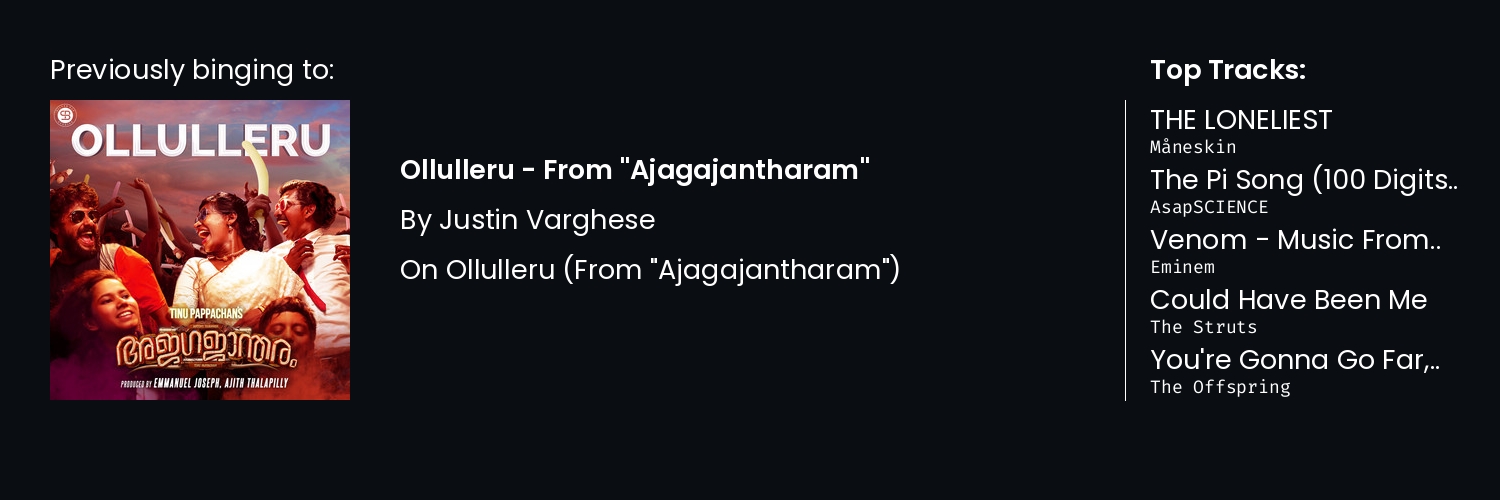 Previously binging to:
OLLULLERU
TINU PAPPACHANS
അജഗജാന്തരം
PRODUCED BY EMMANUEL JOSEPH, AJITH THALAPILLY
Ollulleru - From "Ajagajantharam"
By Justin Varghese
On Ollulleru (From "Ajagajantharam")
Top Tracks:
THE LONELIEST
Måneskin
The Pi Song (100 Digits..
AsapSCIENCE
Venom - Music From..
Eminem
Could Have Been Me
The Struts
You're Gonna Go Far,..
The Offspring